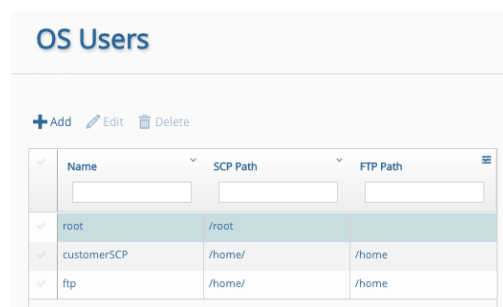 OS Users
Add Edit Delete
Name SCP Path FTP Path
root /root
customerSCP /home/ /home
ftp /home/ /home